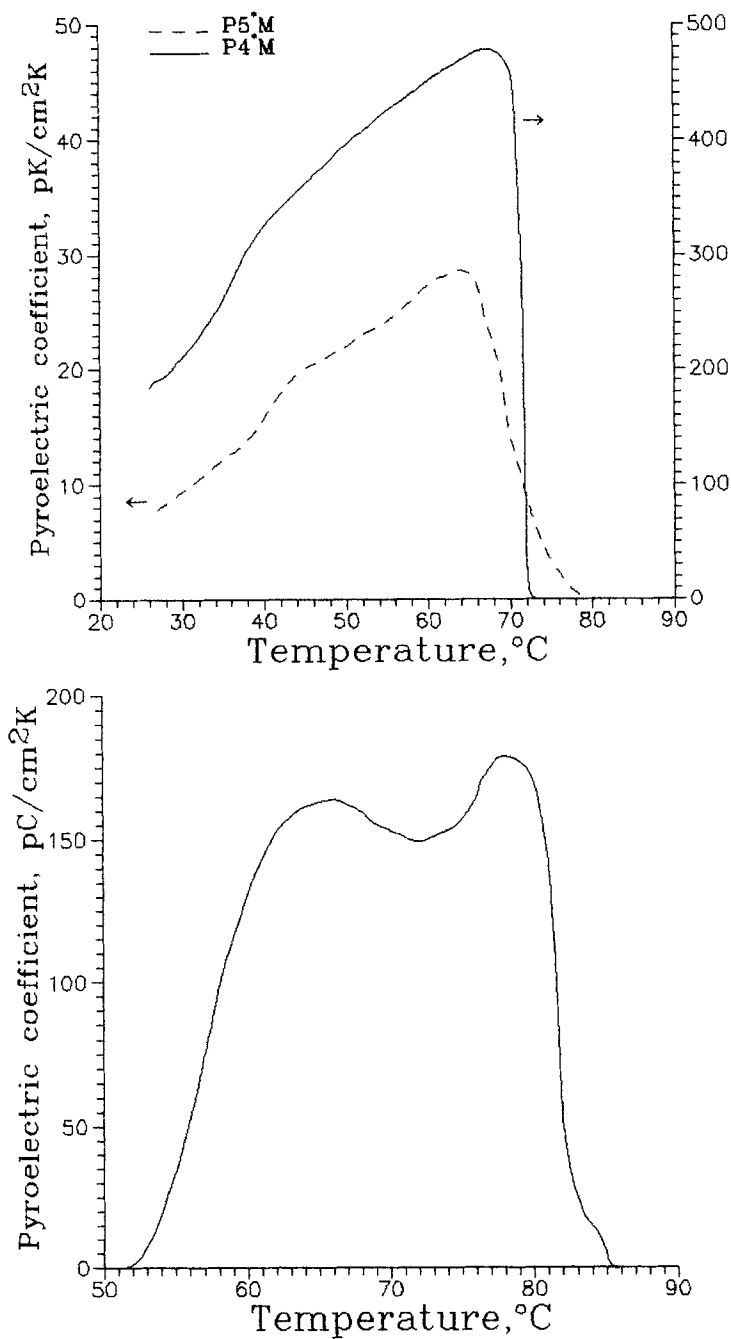 P5*M
P4*M
50
40
30
20
10
0
500
400
300
200
100
0
Pyroelectric coefficient, pK/cm²K
20 30 40 50 60 70 80 90
Temperature,°C
200
150
100
50
0
Pyroelectric coefficient, pC/cm²K
50 60 70 80 90
Temperature,°C